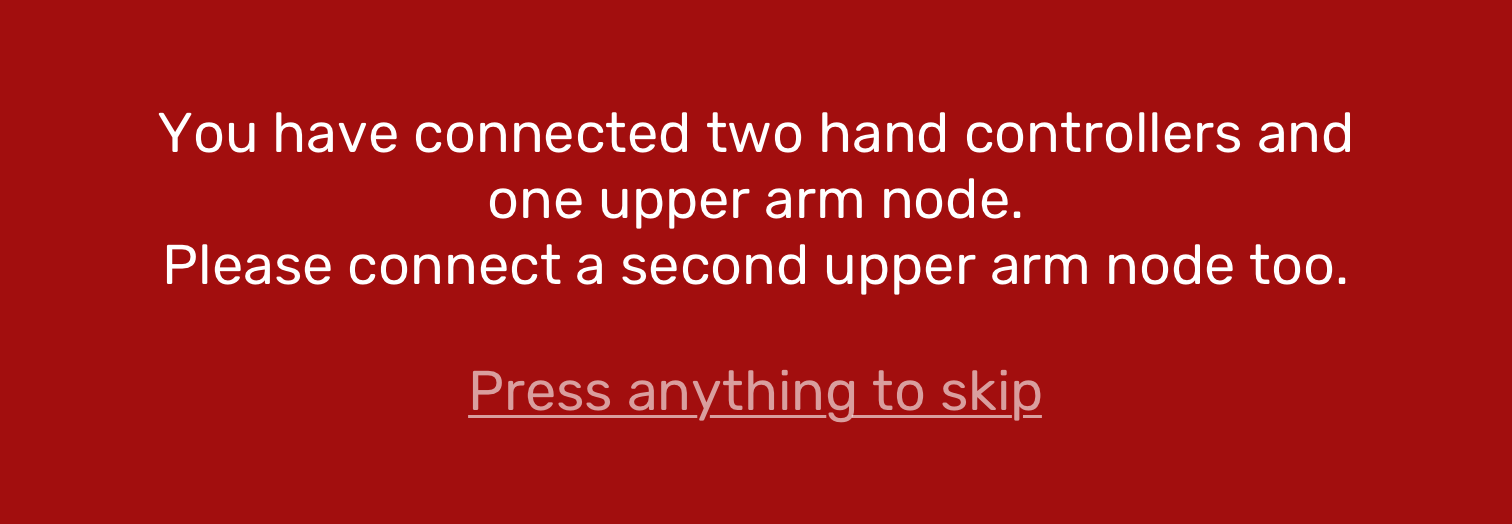 You have connected two hand controllers and
one upper arm node.
Please connect a second upper arm node too.
Press anything to skip